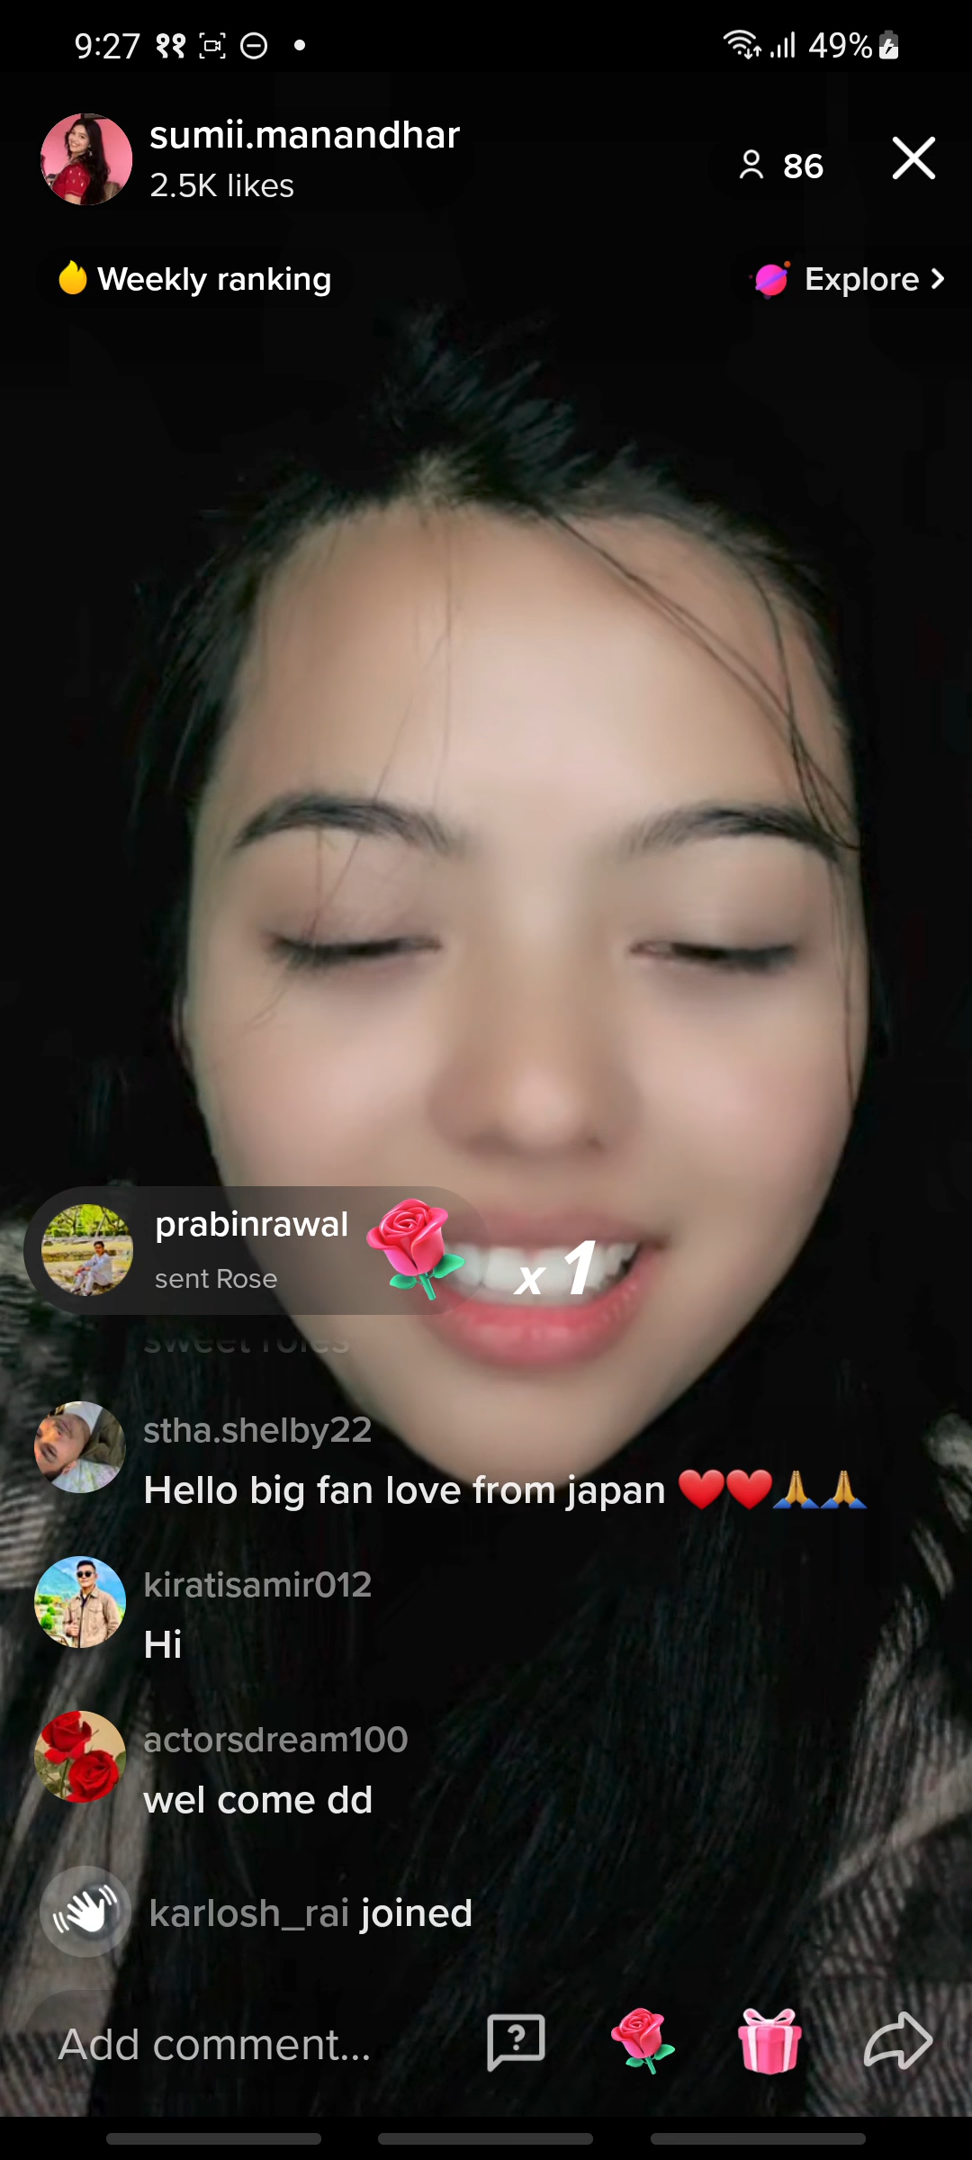 9:27
49%
sumii.manandhar
2.5K likes
86
Weekly ranking
Explore >
prabinrawal
sent Rose
x 1
stha.shelby22
Hello big fan love from japan ❤️❤️🙏🙏
kiratisamir012
Hi
actorsdream100
wel come dd
karlosh_rai joined
Add comment...